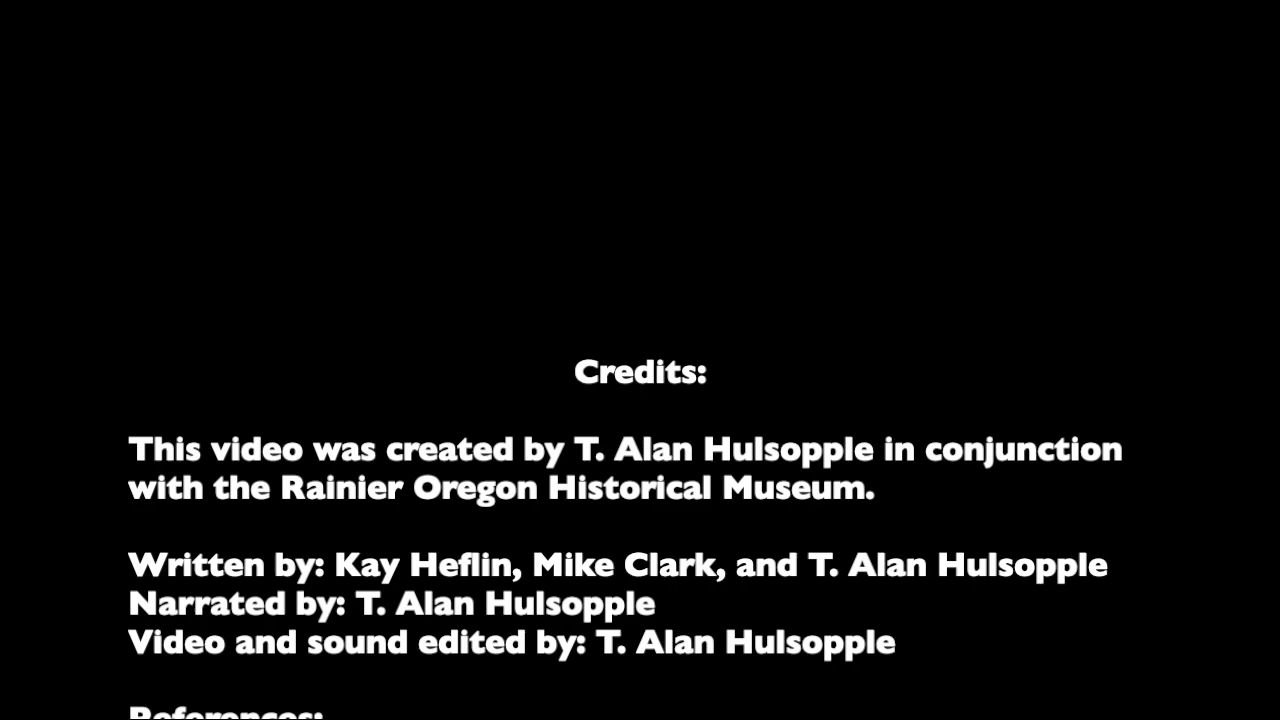 Credits:
This video was created by T. Alan Hulsopple in conjunction
with the Rainier Oregon Historical Museum.
Written by: Kay Heflin, Mike Clark, and T. Alan Hulsopple
Narrated by: T. Alan Hulsopple
Video and sound edited by: T. Alan Hulsopple
References: